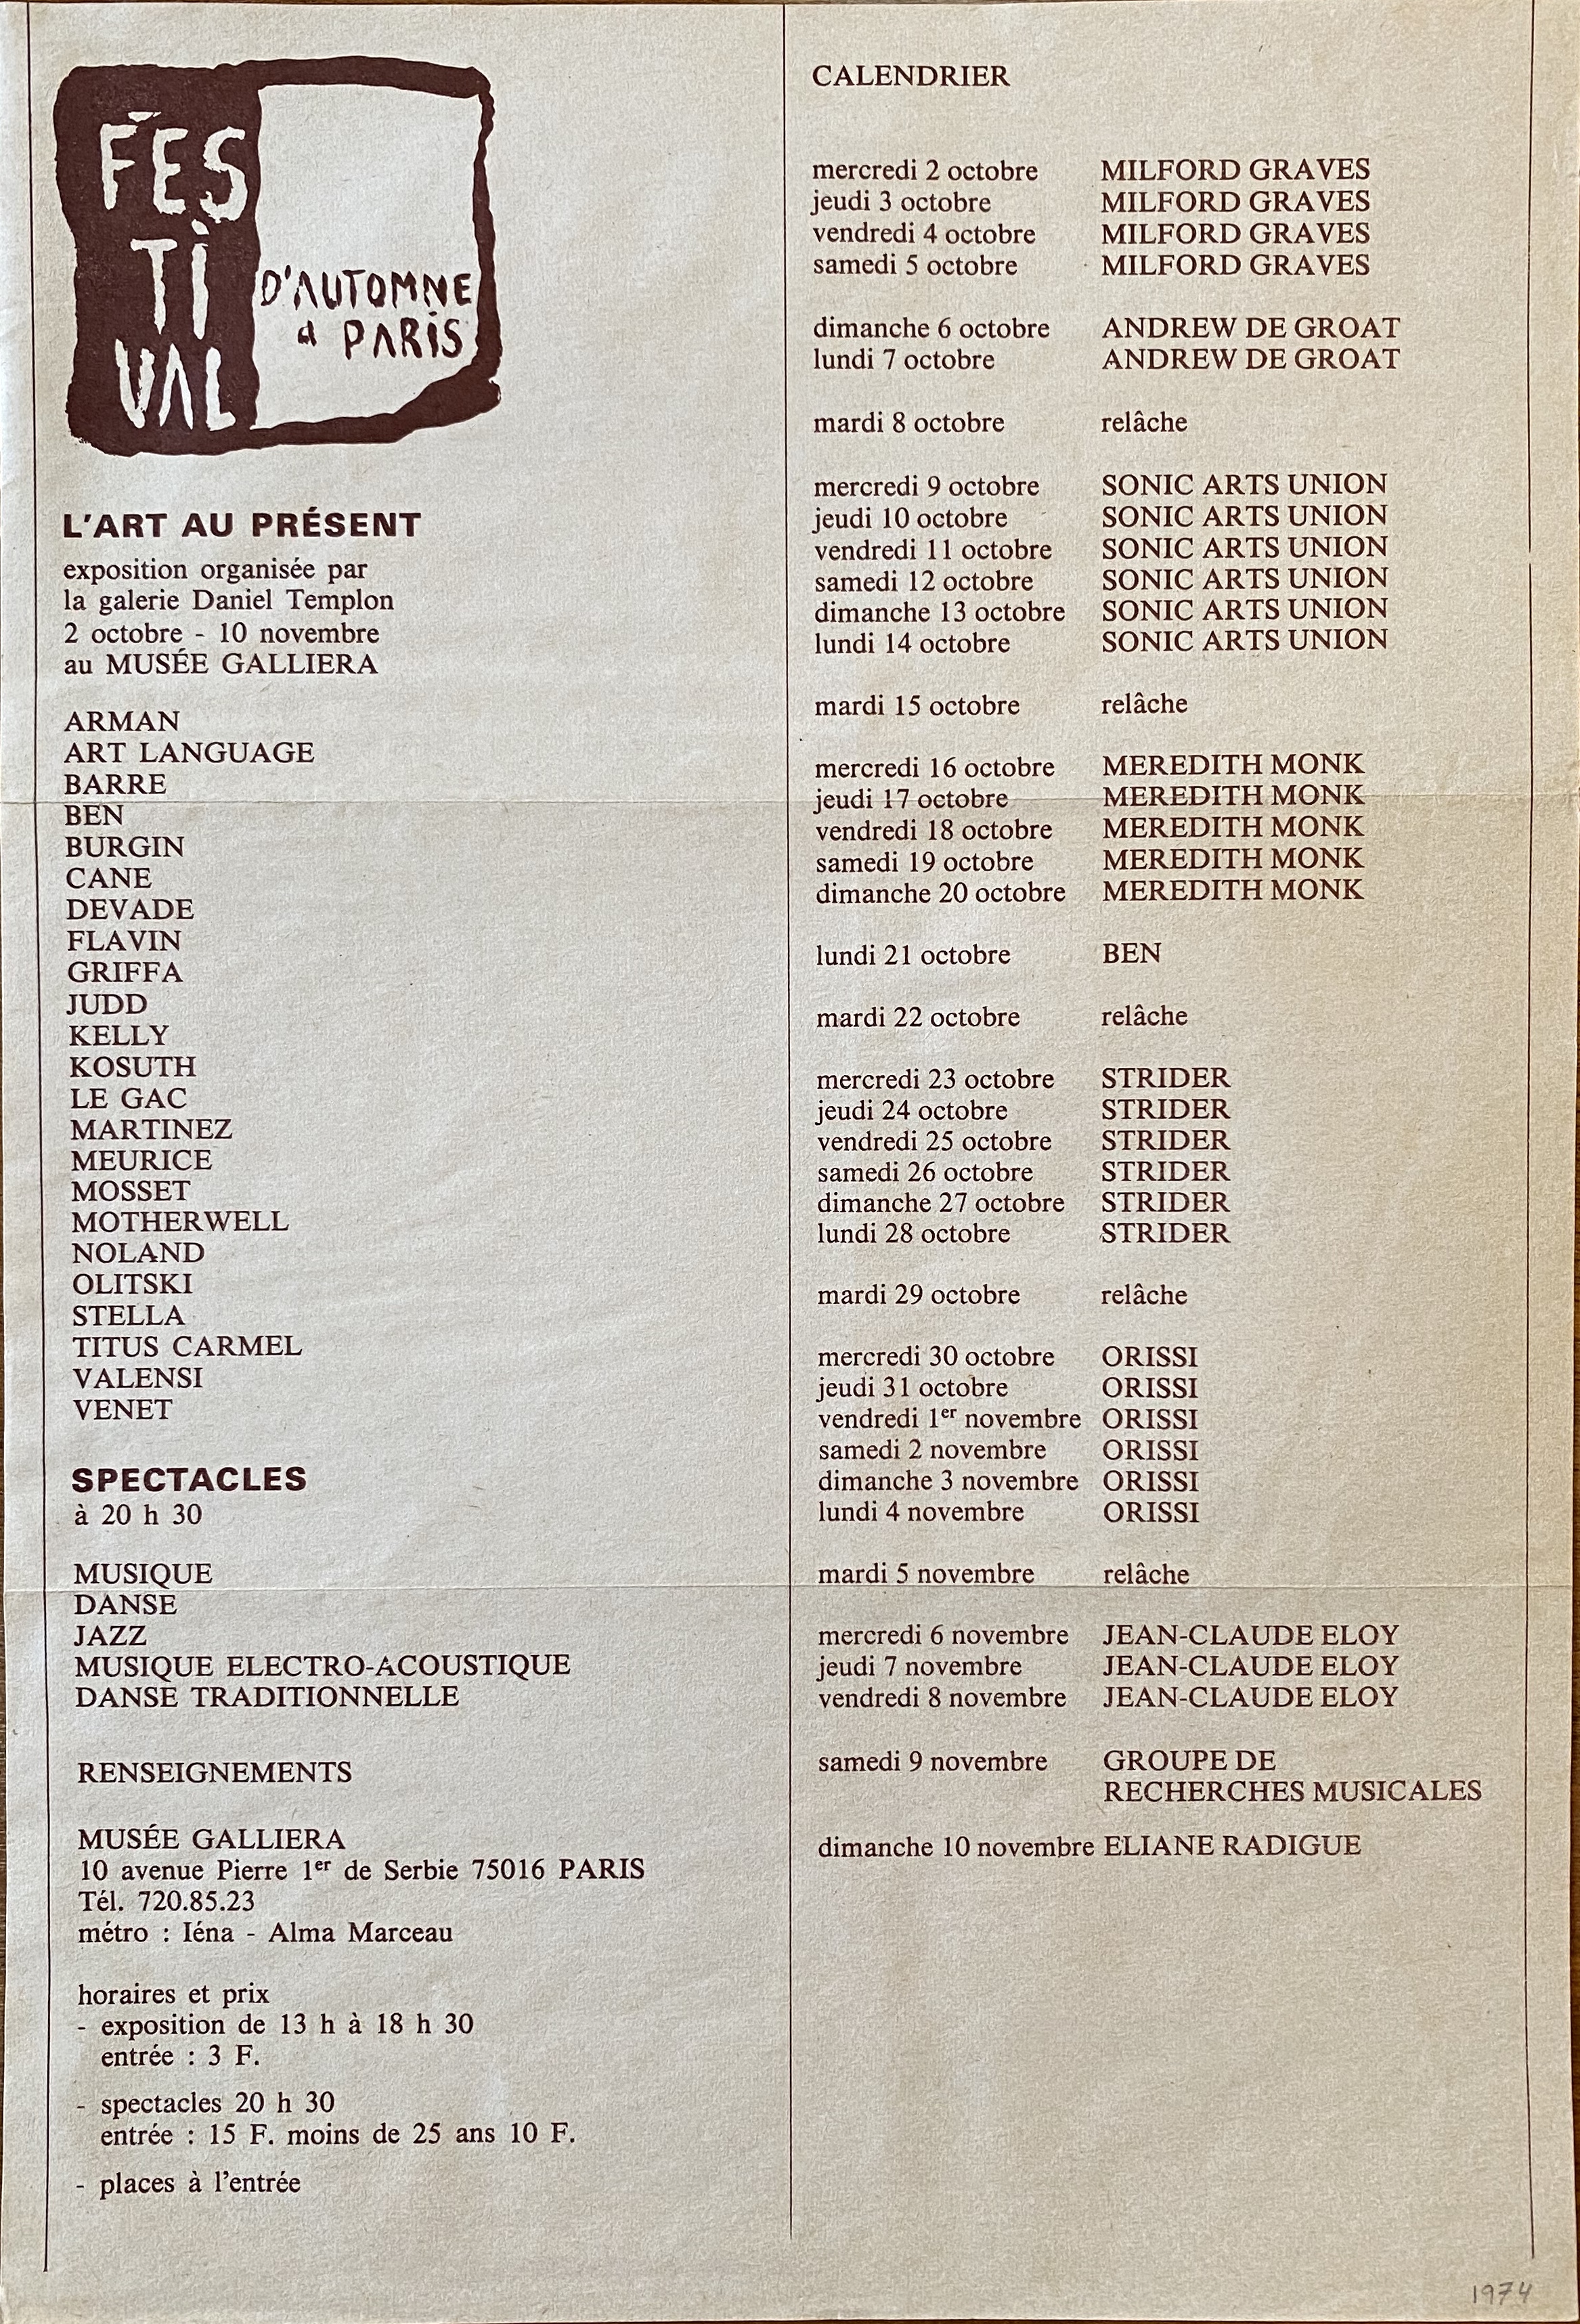 FES
TI
VAL
D'AUTOMNE
à PARIS
L'ART AU PRÉSENT
exposition organisée par
la galerie Daniel Templon
2 octobre - 10 novembre
au MUSÉE GALLIERA
ARMAN
ART LANGUAGE
BARRE
BEN
BURGIN
CANE
DEVADE
FLAVIN
GRIFFA
JUDD
KELLY
KOSUTH
LE GAC
MARTINEZ
MEURICE
MOSSET
MOTHERWELL
NOLAND
OLITSKI
STELLA
TITUS CARMEL
VALENSI
VENET
SPECTACLES
à 20 h 30
MUSIQUE
DANSE
JAZZ
MUSIQUE ELECTRO-ACOUSTIQUE
DANSE TRADITIONNELLE
RENSEIGNEMENTS
MUSÉE GALLIERA
10 avenue Pierre 1er de Serbie 75016 PARIS
Tél. 720.85.23
métro : Iéna - Alma Marceau
horaires et prix
- exposition de 13 h à 18 h 30
entrée : 3 F.
- spectacles 20 h 30
entrée : 15 F. moins de 25 ans 10 F.
- places à l'entrée
CALENDRIER
mercredi 2 octobre MILFORD GRAVES
jeudi 3 octobre MILFORD GRAVES
vendredi 4 octobre MILFORD GRAVES
samedi 5 octobre MILFORD GRAVES
dimanche 6 octobre ANDREW DE GROAT
lundi 7 octobre ANDREW DE GROAT
mardi 8 octobre relâche
mercredi 9 octobre SONIC ARTS UNION
jeudi 10 octobre SONIC ARTS UNION
vendredi 11 octobre SONIC ARTS UNION
samedi 12 octobre SONIC ARTS UNION
dimanche 13 octobre SONIC ARTS UNION
lundi 14 octobre SONIC ARTS UNION
mardi 15 octobre relâche
mercredi 16 octobre MEREDITH MONK
jeudi 17 octobre MEREDITH MONK
vendredi 18 octobre MEREDITH MONK
samedi 19 octobre MEREDITH MONK
dimanche 20 octobre MEREDITH MONK
lundi 21 octobre BEN
mardi 22 octobre relâche
mercredi 23 octobre STRIDER
jeudi 24 octobre STRIDER
vendredi 25 octobre STRIDER
samedi 26 octobre STRIDER
dimanche 27 octobre STRIDER
lundi 28 octobre STRIDER
mardi 29 octobre relâche
mercredi 30 octobre ORISSI
jeudi 31 octobre ORISSI
vendredi 1er novembre ORISSI
samedi 2 novembre ORISSI
dimanche 3 novembre ORISSI
lundi 4 novembre ORISSI
mardi 5 novembre relâche
mercredi 6 novembre JEAN-CLAUDE ELOY
jeudi 7 novembre JEAN-CLAUDE ELOY
vendredi 8 novembre JEAN-CLAUDE ELOY
samedi 9 novembre GROUPE DE
RECHERCHES MUSICALES
dimanche 10 novembre ELIANE RADIGUE
1974